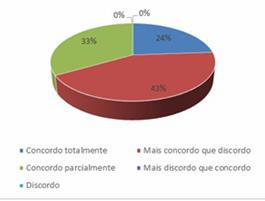 0% 0%
33%
24%
43%
Concordo totalmente Mais concordo que discordo
Concordo parcialmente Mais discordo que concordo
Discordo